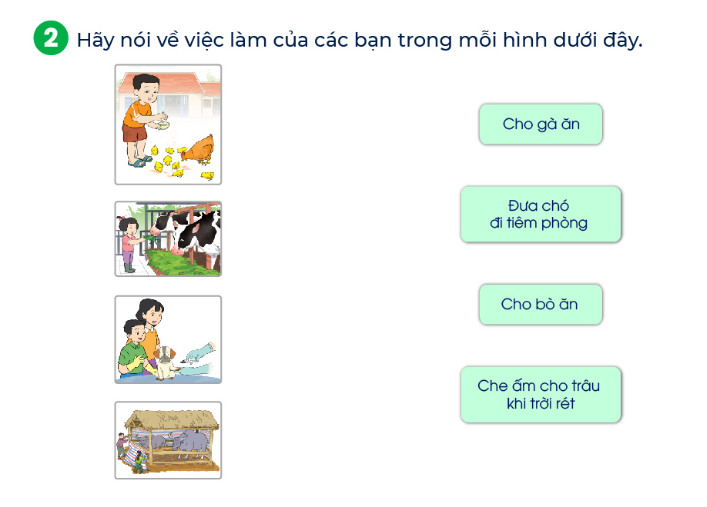 2 Hãy nói về việc làm của các bạn trong mỗi hình dưới đây.
Cho gà ăn
Đưa chó
đi tiêm phòng
Cho bò ăn
Che ấm cho trâu
khi trời rét